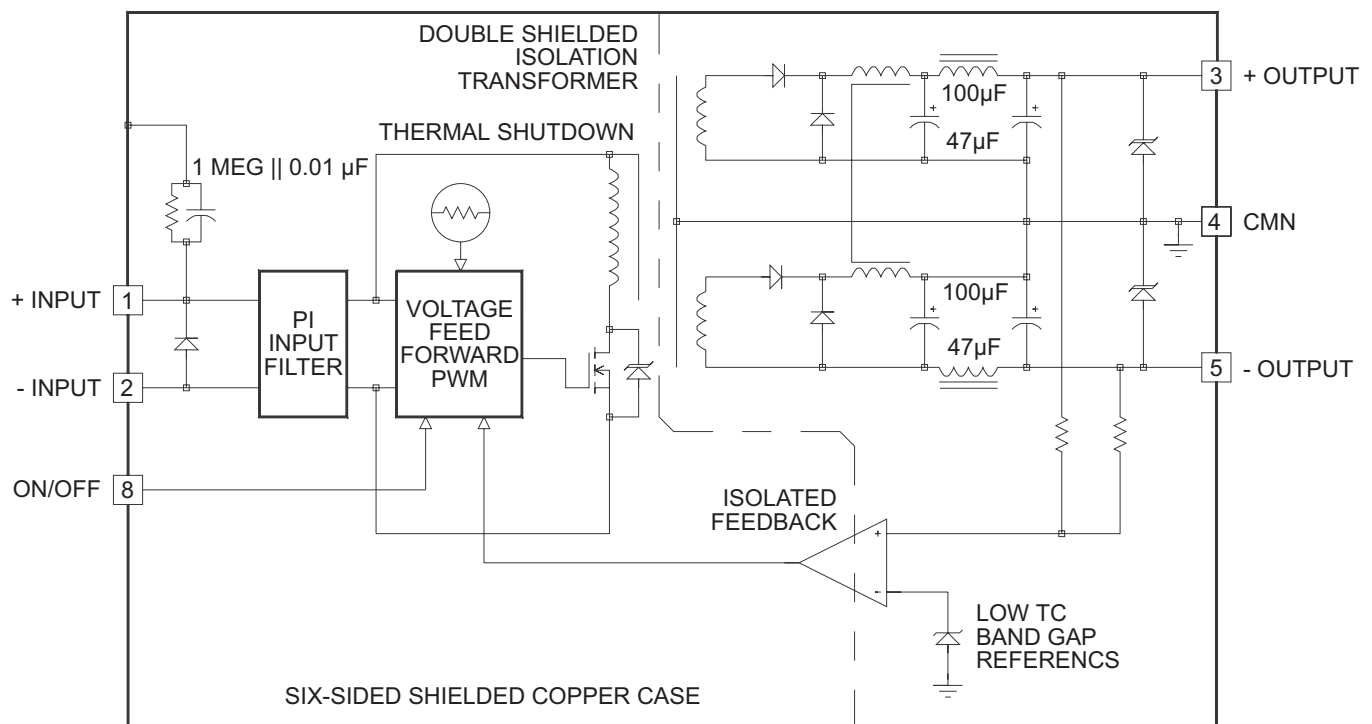 DOUBLE SHIELDED
ISOLATION
TRANSFORMER
THERMAL SHUTDOWN
1 MEG || 0.01 µF
+ INPUT
1
- INPUT
2
ON/OFF
8
PI
INPUT
FILTER
VOLTAGE
FEED
FORWARD
PWM
+
+
100µF
47µF
+
+
100µF
47µF
3
+ OUTPUT
4
CMN
5
- OUTPUT
ISOLATED
FEEDBACK
+
-
LOW TC
BAND GAP
REFERENCS
SIX-SIDED SHIELDED COPPER CASE